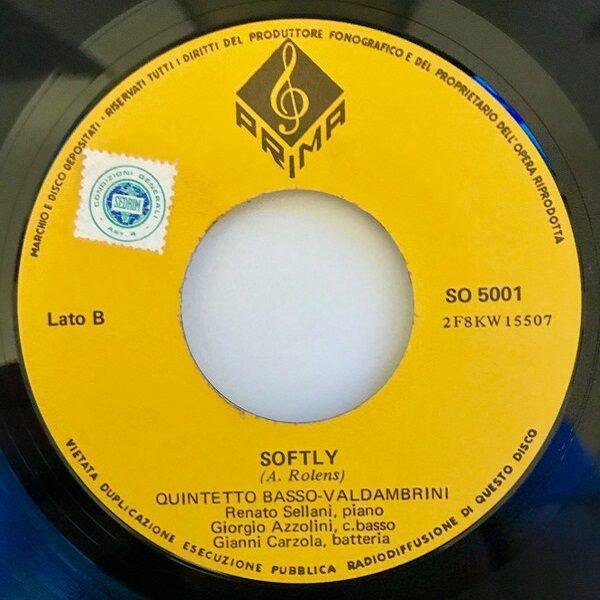 MARCHIO E DISCO DEPOSITATI - RISERVATI TUTTI I DIRITTI DEL PRODUTTORE FONOGRAFICO E DEL PROPRIETARIO DELL'OPERA RIPRODOTTA
PRIMA
CONDIZIONI GENERALI
SEDRIM
ART. 4
Lato B
SO 5001
2F8KW15507
SOFTLY
(A. Rolens)
QUINTETTO BASSO-VALDAMBRINI
Renato Sellani, piano
Giorgio Azzolini, c.basso
Gianni Carzola, batteria
VIETATA DUPLICAZIONE ESECUZIONE PUBBLICA RADIODIFFUSIONE DI QUESTO DISCO